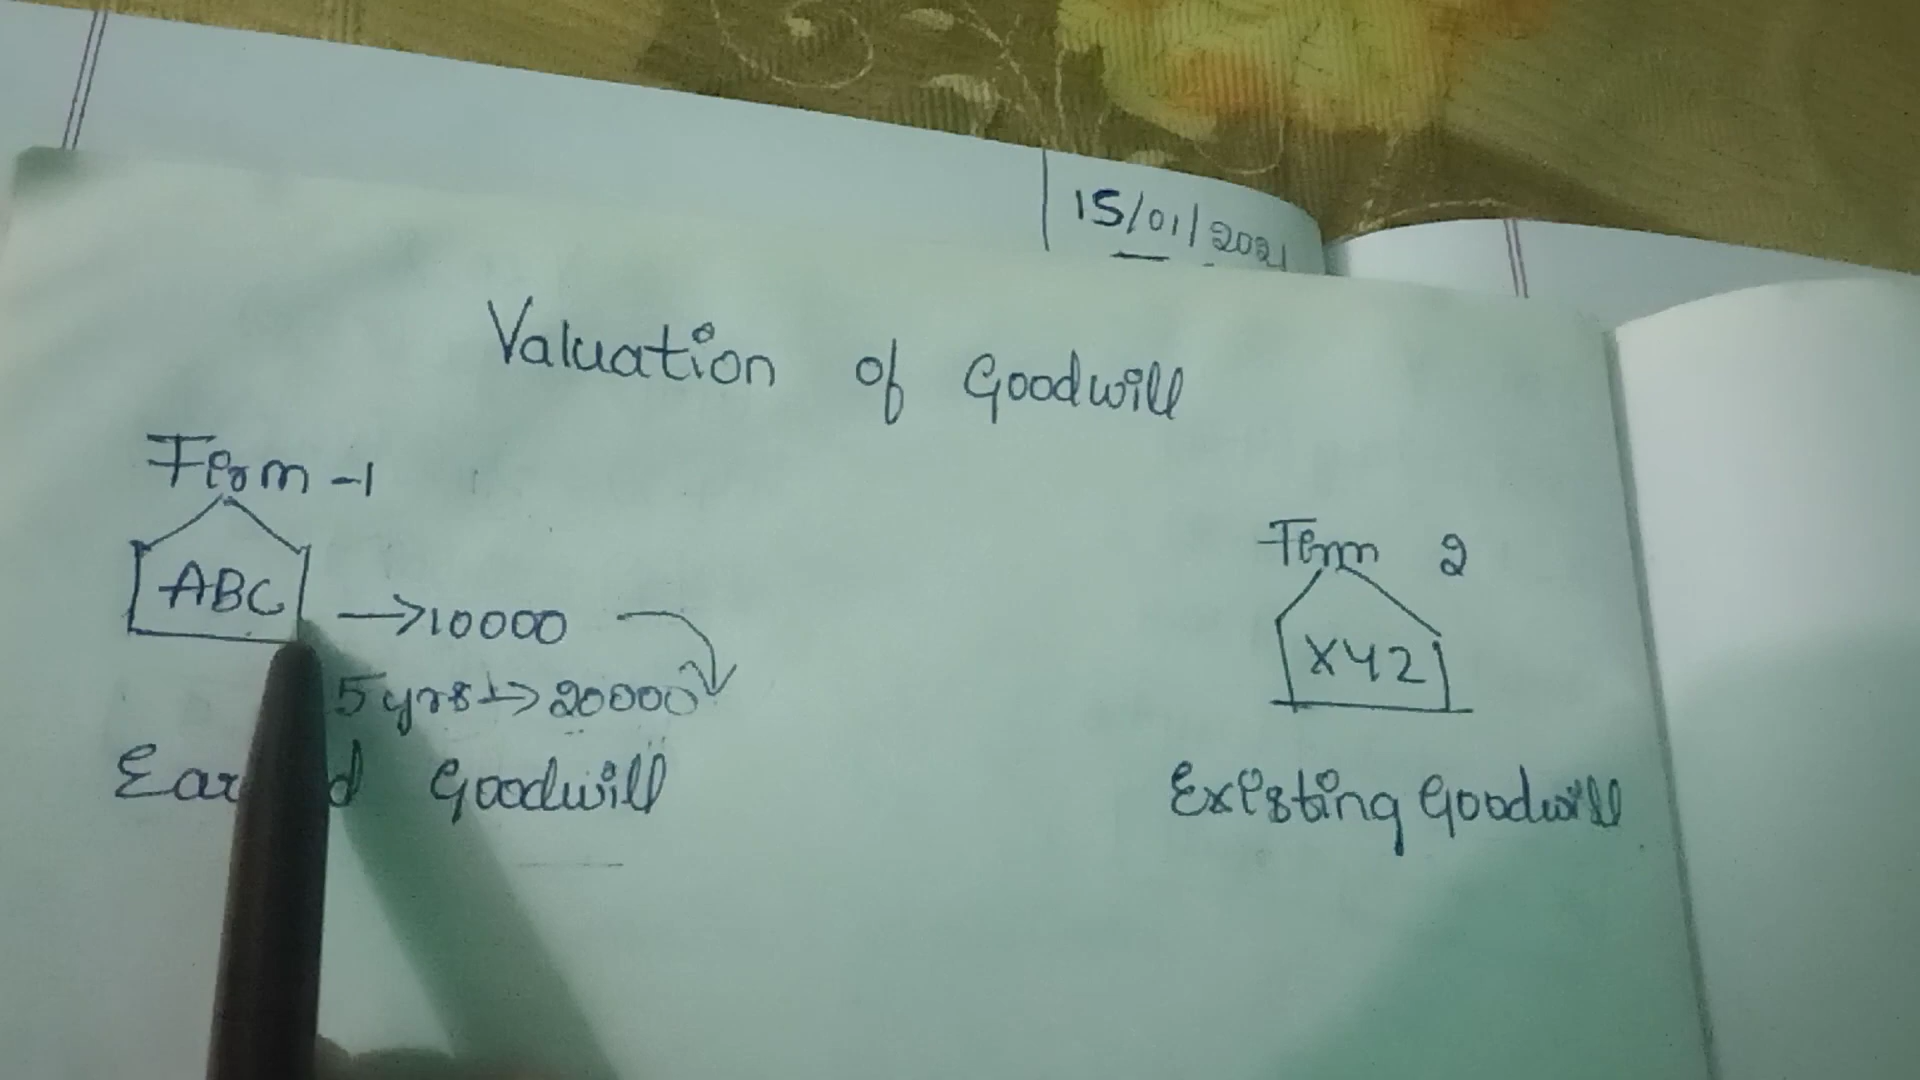 15/01/2021
Valuation of Goodwill
Firm -1
ABC
→10000
5 yrs → 20000
Goodwill
Firm 2
XYZ
Existing Goodwill